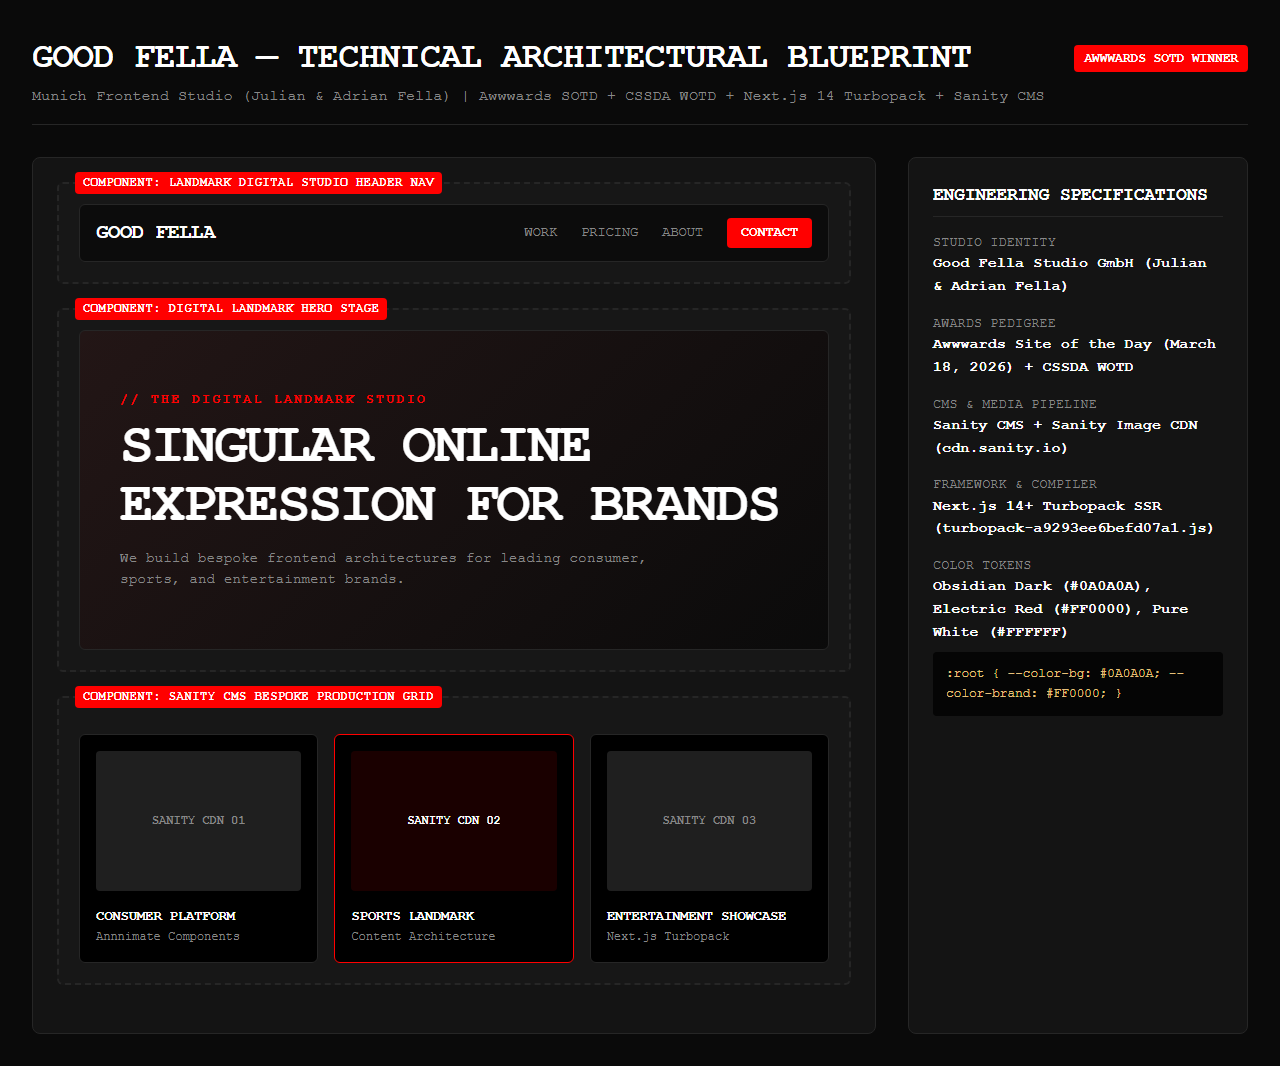 GOOD FELLA — TECHNICAL ARCHITECTURAL BLUEPRINT
AWWWARDS SOTD WINNER
Munich Frontend Studio (Julian & Adrian Fella) | Awwwards SOTD + CSSDA WOTD + Next.js 14 Turbopack + Sanity CMS
COMPONENT: LANDMARK DIGITAL STUDIO HEADER NAV
GOOD FELLA
WORK
PRICING
ABOUT
CONTACT
COMPONENT: DIGITAL LANDMARK HERO STAGE
// THE DIGITAL LANDMARK STUDIO
SINGULAR ONLINE
EXPRESSION FOR BRANDS
We build bespoke frontend architectures for leading consumer,
sports, and entertainment brands.
COMPONENT: SANITY CMS BESPOKE PRODUCTION GRID
SANITY CDN 01
CONSUMER PLATFORM
Annnimate Components
SANITY CDN 02
SPORTS LANDMARK
Content Architecture
SANITY CDN 03
ENTERTAINMENT SHOWCASE
Next.js Turbopack
ENGINEERING SPECIFICATIONS
STUDIO IDENTITY
Good Fella Studio GmbH (Julian
& Adrian Fella)
AWARDS PEDIGREE
Awwwards Site of the Day (March
18, 2026) + CSSDA WOTD
CMS & MEDIA PIPELINE
Sanity CMS + Sanity Image CDN
(cdn.sanity.io)
FRAMEWORK & COMPILER
Next.js 14+ Turbopack SSR
(turbopack-a9293ee6befd07a1.js)
COLOR TOKENS
Obsidian Dark (#0A0A0A),
Electric Red (#FF0000), Pure
White (#FFFFFF)
:root { --color-bg: #0A0A0A; --
color-brand: #FF0000; }